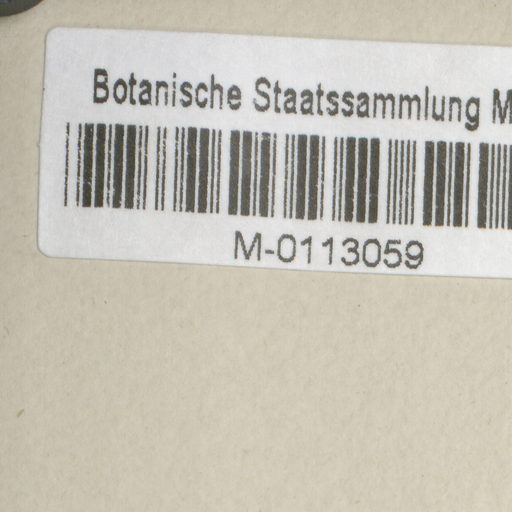 Botanische Staatssammlung M
M-0113059